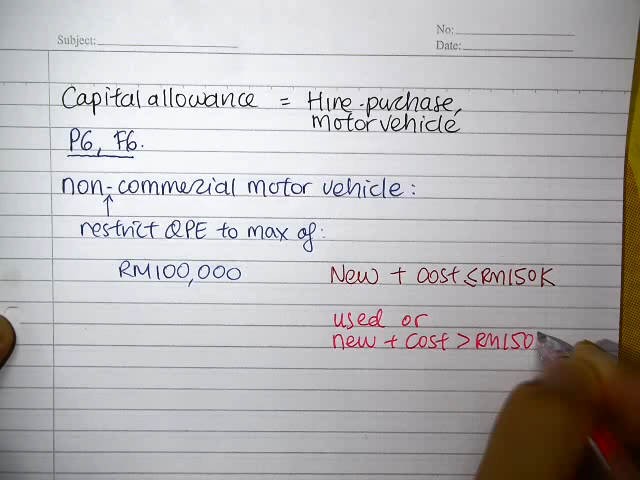 Subject:
No:
Date:
Capital allowance = Hire-purchase,
motor vehicle
P6, F6.
non-commerial motor vehicle:
restrict QPE to max of:
RM100,000 New + Cost ≤ RM150K
used or
new + Cost > RM150